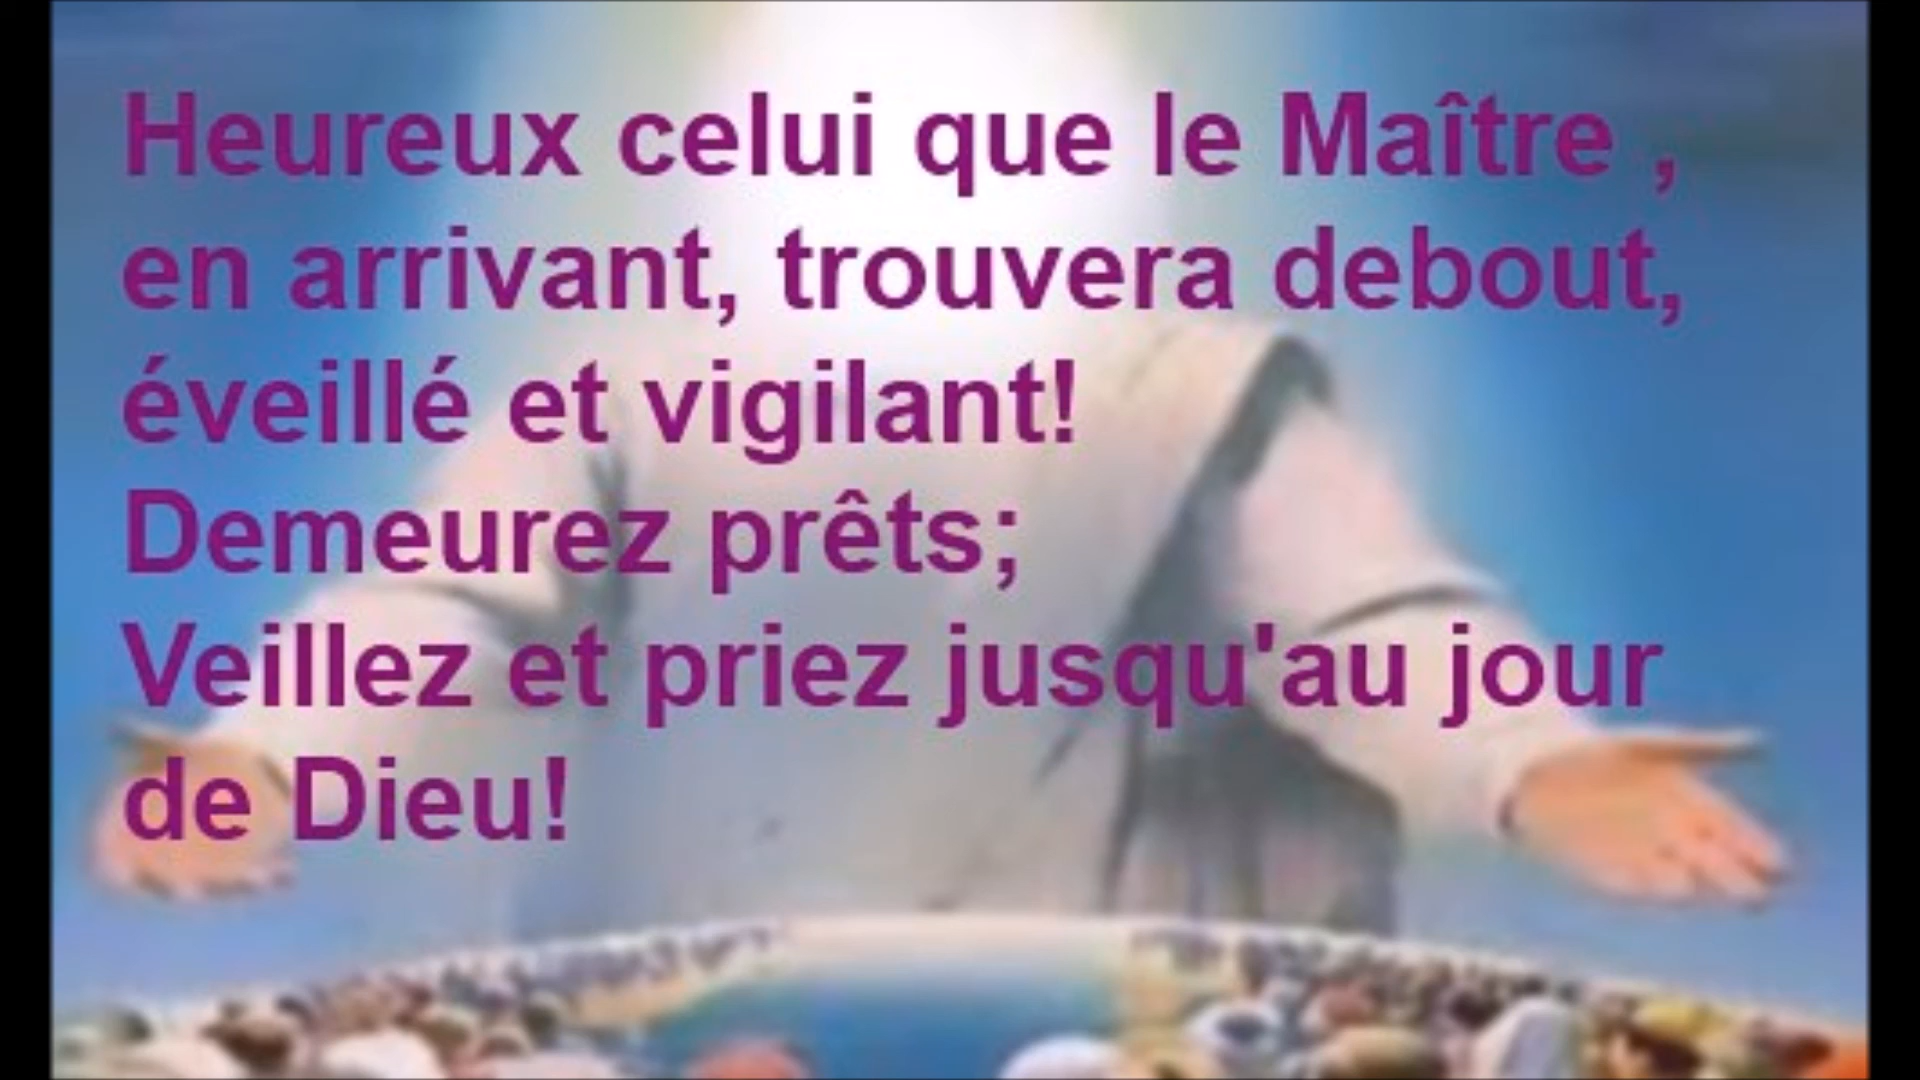 Heureux celui que le Maître ,
en arrivant, trouvera debout,
éveillé et vigilant!
Demeurez prêts;
Veillez et priez jusqu'au jour
de Dieu!